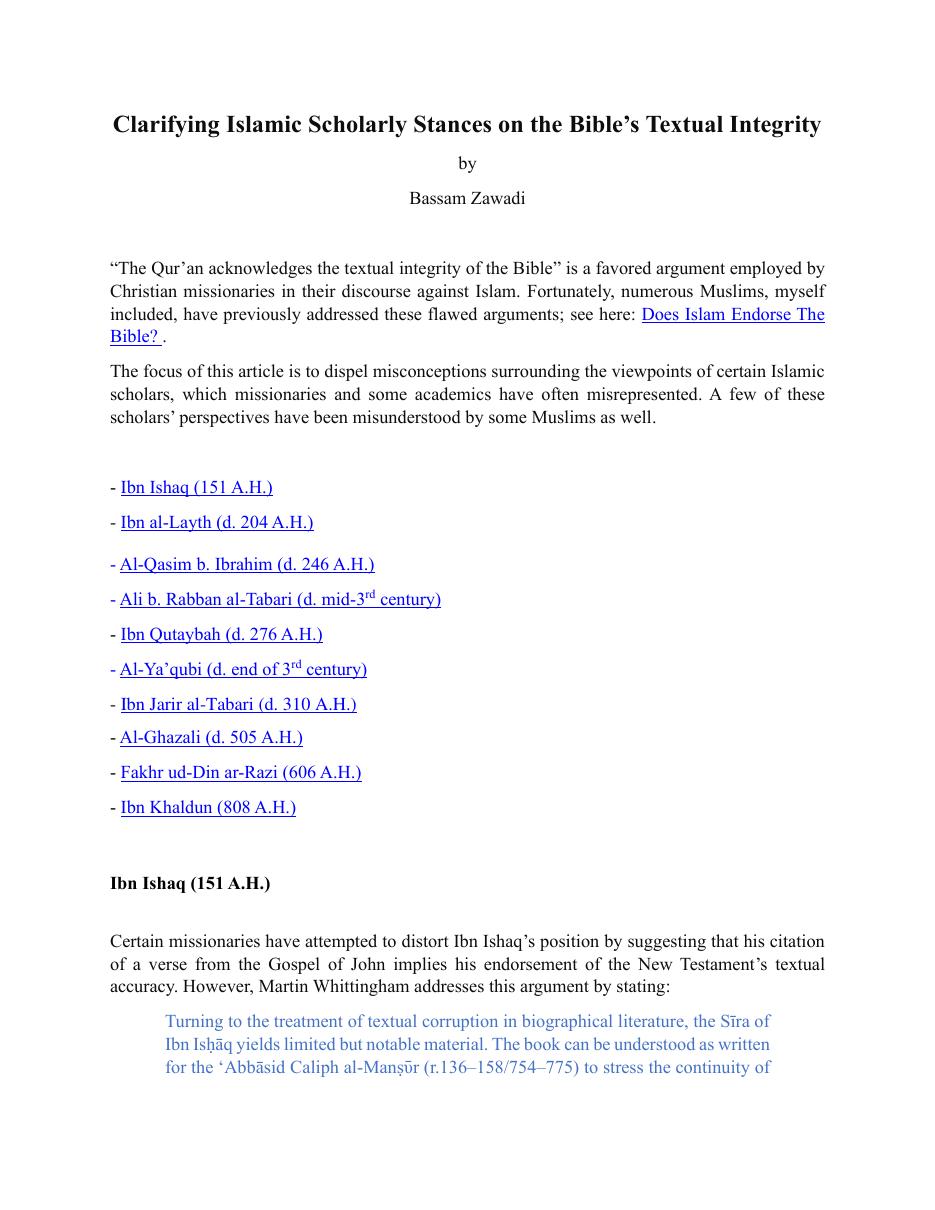 Clarifying Islamic Scholarly Stances on the Bible’s Textual Integrity
by
Bassam Zawadi
“The Qur’an acknowledges the textual integrity of the Bible” is a favored argument employed by
Christian missionaries in their discourse against Islam. Fortunately, numerous Muslims, myself
included, have previously addressed these flawed arguments; see here: Does Islam Endorse The
Bible? .
The focus of this article is to dispel misconceptions surrounding the viewpoints of certain Islamic
scholars, which missionaries and some academics have often misrepresented. A few of these
scholars’ perspectives have been misunderstood by some Muslims as well.
- Ibn Ishaq (151 A.H.)
- Ibn al-Layth (d. 204 A.H.)
- Al-Qasim b. Ibrahim (d. 246 A.H.)
- Ali b. Rabban al-Tabari (d. mid-3rd century)
- Ibn Qutaybah (d. 276 A.H.)
- Al-Ya’qubi (d. end of 3rd century)
- Ibn Jarir al-Tabari (d. 310 A.H.)
- Al-Ghazali (d. 505 A.H.)
- Fakhr ud-Din ar-Razi (606 A.H.)
- Ibn Khaldun (808 A.H.)
Ibn Ishaq (151 A.H.)
Certain missionaries have attempted to distort Ibn Ishaq’s position by suggesting that his citation
of a verse from the Gospel of John implies his endorsement of the New Testament’s textual
accuracy. However, Martin Whittingham addresses this argument by stating:
Turning to the treatment of textual corruption in biographical literature, the Sīra of
Ibn Isḥāq yields limited but notable material. The book can be understood as written
for the ‘Abbāsid Caliph al-Manṣūr (r.136–158/754–775) to stress the continuity of